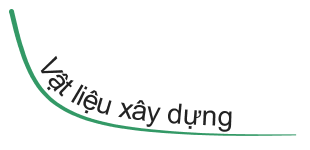 Vật liệu xây dựng